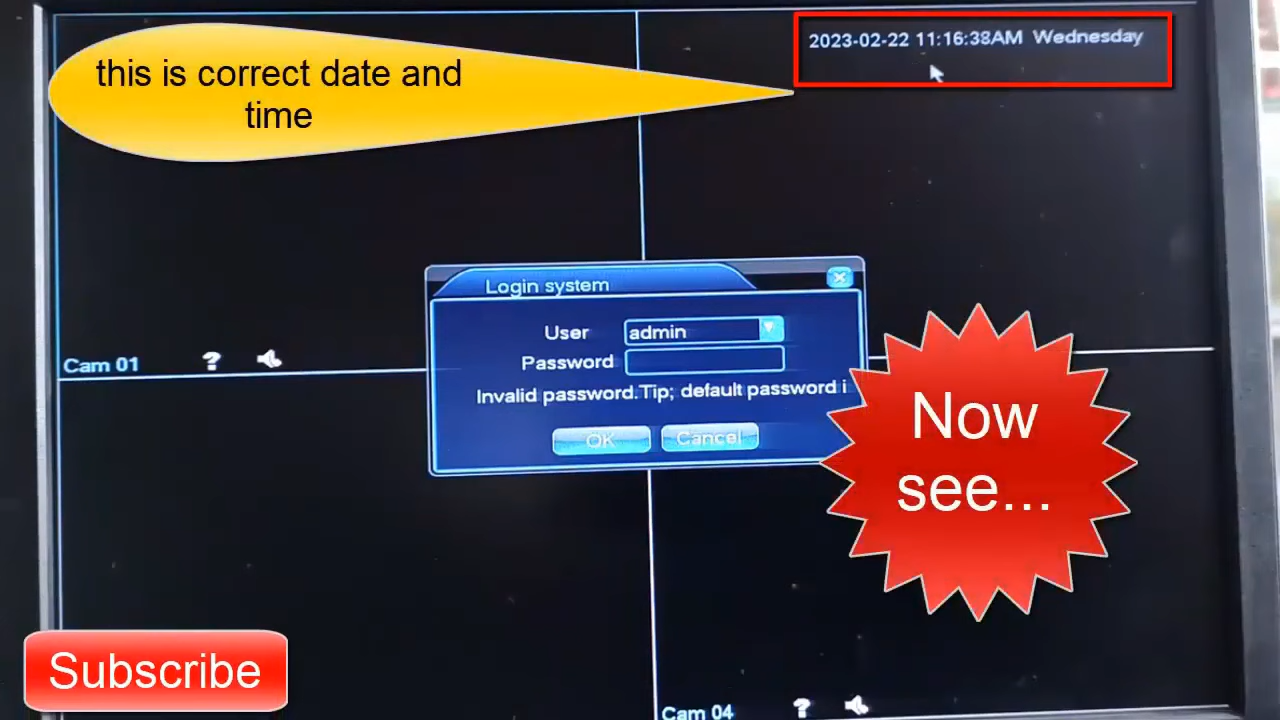 this is correct date and
time
2023-02-22 11:16:38AM Wednesday
Login system
User admin
Password
Invalid password.Tip; default password i
OK Cancel
Cam 01 ?
Now
see...
Subscribe
Cam 04 ?